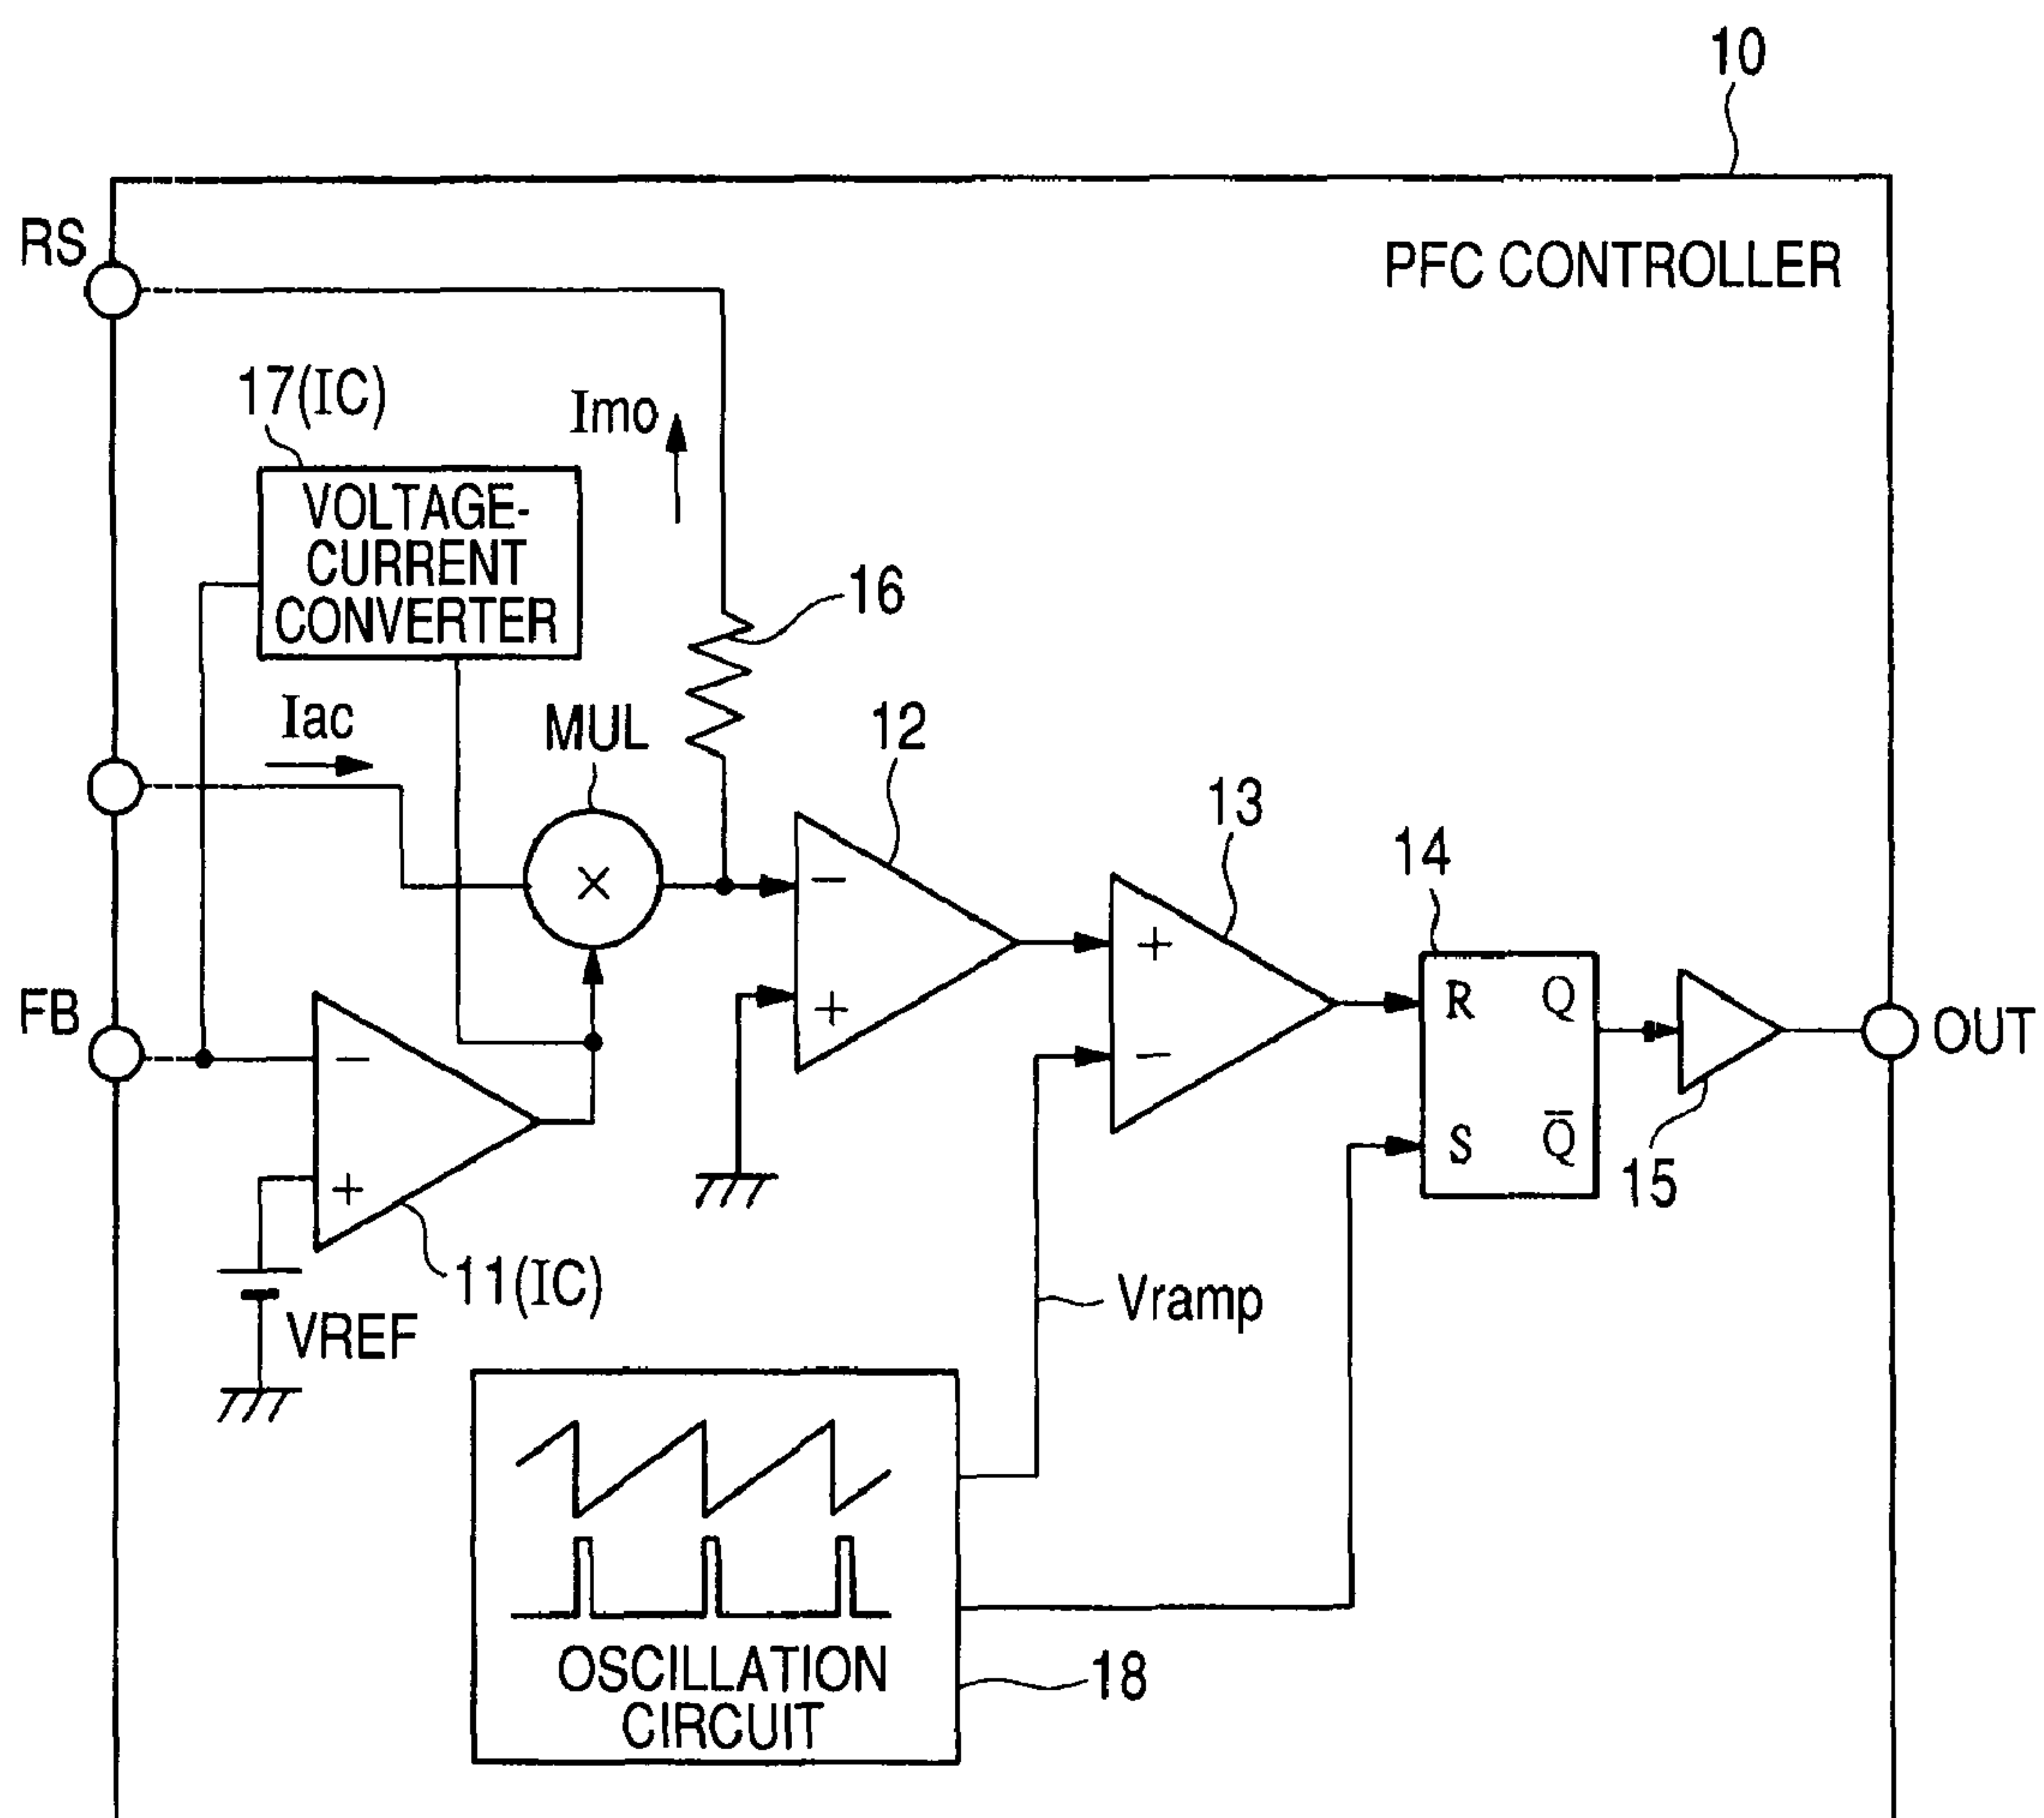 10
RS
PFC CONTROLLER
17(IC)
Imo
VOLTAGE-
CURRENT
CONVERTER
16
Iac
MUL
12
×
13
14
−
+
+
−
R
Q
S
Q̅
FB
−
+
OUT
15
11(IC)
VREF
Vramp
OSCILLATION
CIRCUIT
18